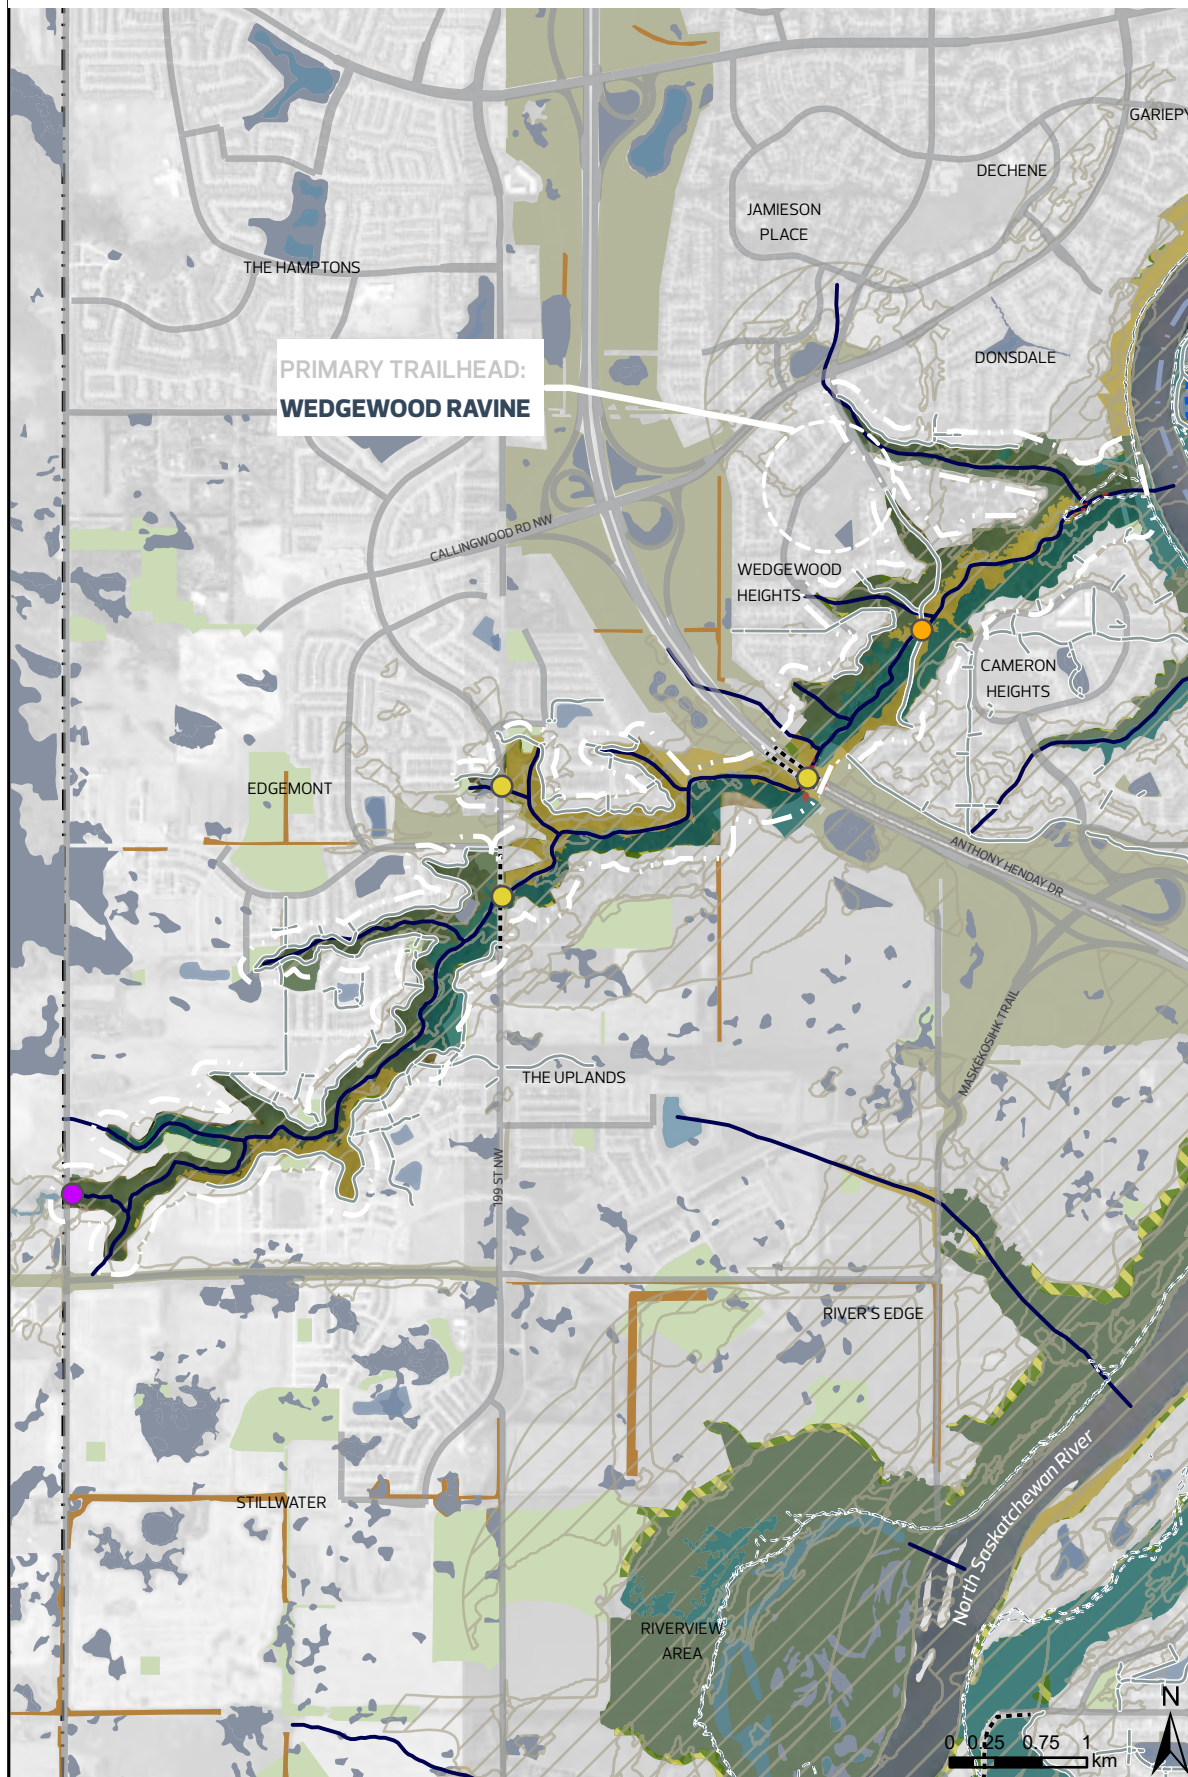 GARIEPY
DECHENE
JAMIESON
PLACE
THE HAMPTONS
DONSDALE
PRIMARY TRAILHEAD:
WEDGEWOOD RAVINE
CALLINGWOOD RD NW
WEDGEWOOD
HEIGHTS
CAMERON
HEIGHTS
EDGEMONT
ANTHONY HENDAY DR
MASKÊKOSIHK TRAIL
THE UPLANDS
199 ST NW
RIVER'S EDGE
North Saskatchewan River
STILLWATER
RIVERVIEW
AREA
N
0 0.25 0.75 1
km